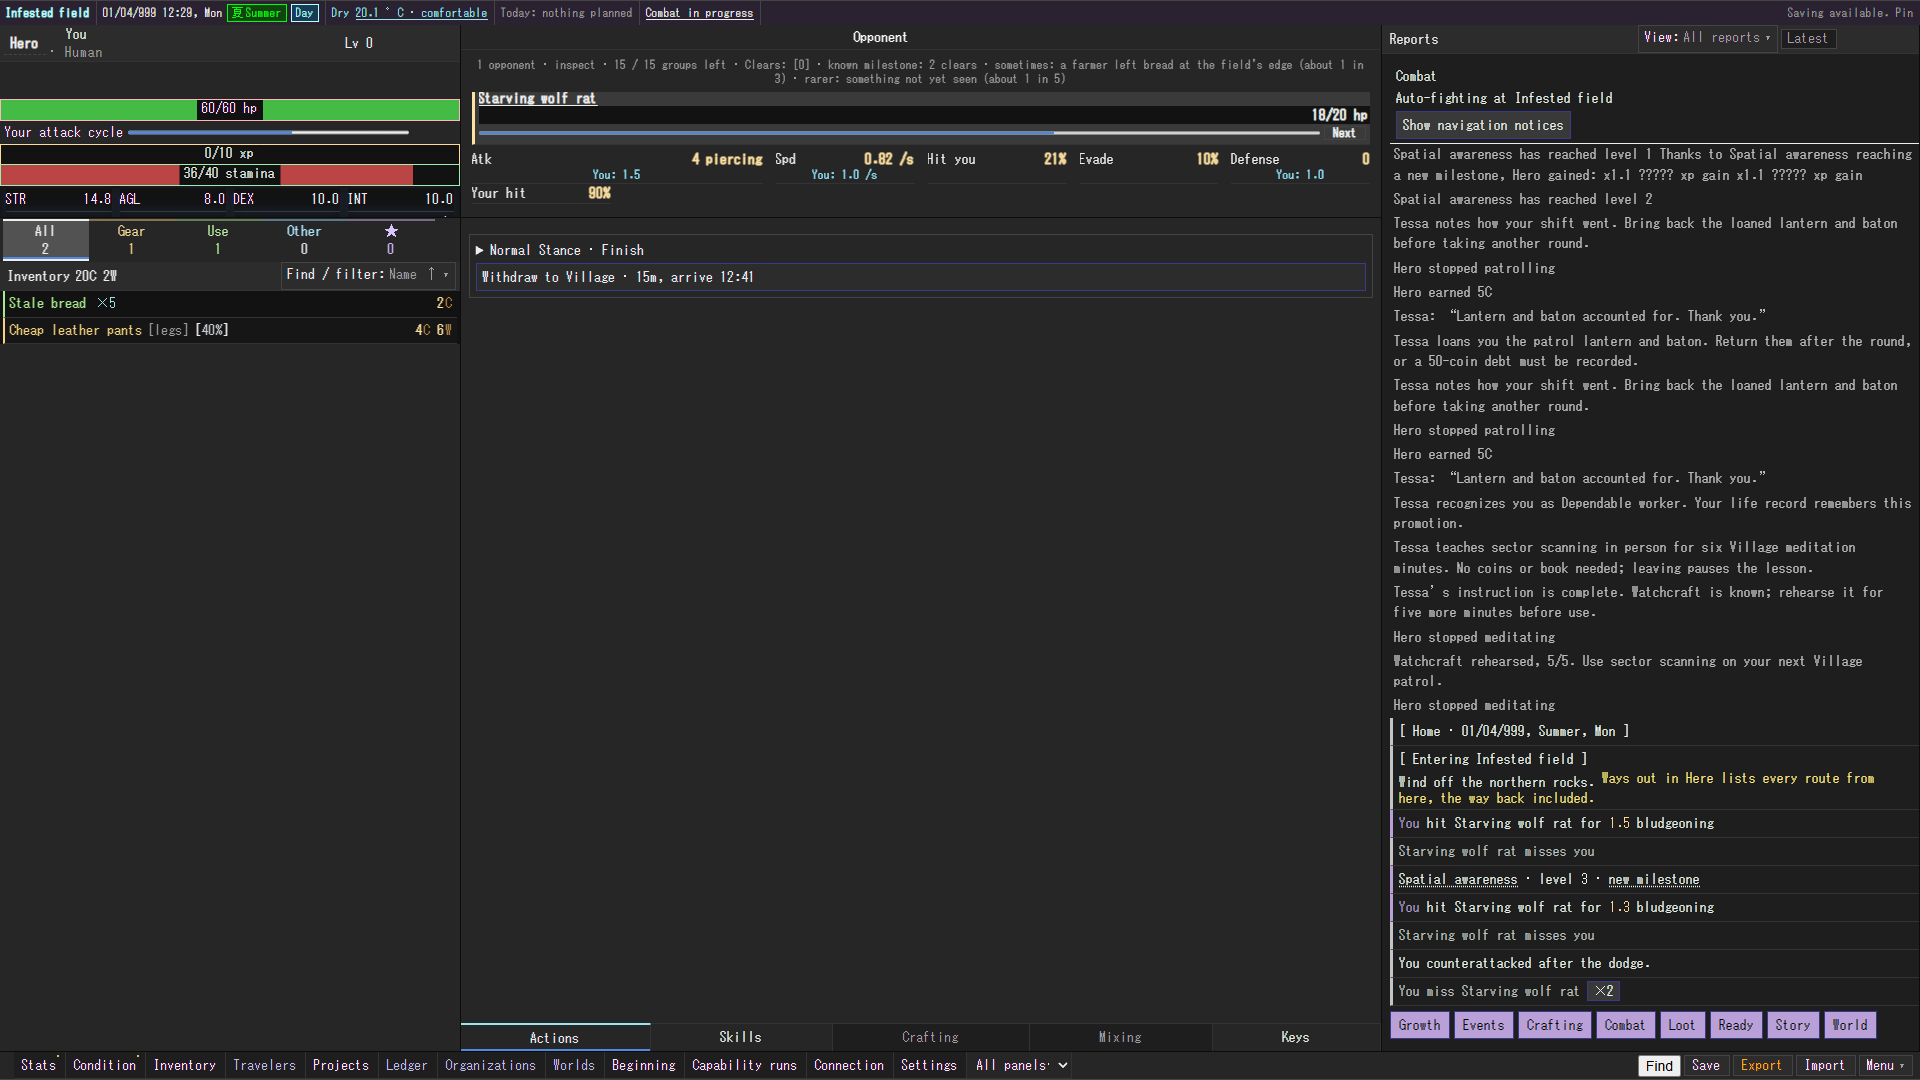 Infested field 01/04/999 12:29, Mon 夏Summer Day Dry 20.1 ° C · comfortable Today: nothing planned Combat in progress Saving available. Pin
Hero · You Human Lv 0
60/60 hp
Your attack cycle
0/10 xp
36/40 stamina
STR 14.8 AGL 8.0 DEX 10.0 INT 10.0
All 2 Gear 1 Use 1 Other 0 ★ 0
Inventory 20C 2W Find / filter: Name ↑ ▾
Stale bread ×5 2C
Cheap leather pants [legs] [40%] 4C 6W
Opponent
1 opponent · inspect · 15 / 15 groups left · Clears: [0] · known milestone: 2 clears · sometimes: a farmer left bread at the field's edge (about 1 in
3) · rarer: something not yet seen (about 1 in 5)
Starving wolf rat
18/20 hp
Next
Atk 4 piercing Spd 0.82 /s Hit you 21% Evade 10% Defense 0
You: 1.5 You: 1.0 /s You: 1.0
Your hit 90%
▶ Normal Stance · Finish
Withdraw to Village · 15m, arrive 12:41
Actions Skills Crafting Mixing Keys
Reports View: All reports ▾ Latest
Combat
Auto-fighting at Infested field
Show navigation notices
Spatial awareness has reached level 1 Thanks to Spatial awareness reaching
a new milestone, Hero gained: x1.1 ????? xp gain x1.1 ????? xp gain
Spatial awareness has reached level 2
Tessa notes how your shift went. Bring back the loaned lantern and baton
before taking another round.
Hero stopped patrolling
Hero earned 5C
Tessa: “Lantern and baton accounted for. Thank you.”
Tessa loans you the patrol lantern and baton. Return them after the round,
or a 50-coin debt must be recorded.
Tessa notes how your shift went. Bring back the loaned lantern and baton
before taking another round.
Hero stopped patrolling
Hero earned 5C
Tessa: “Lantern and baton accounted for. Thank you.”
Tessa recognizes you as Dependable worker. Your life record remembers this
promotion.
Tessa teaches sector scanning in person for six Village meditation
minutes. No coins or book needed; leaving pauses the lesson.
Tessa's instruction is complete. Watchcraft is known; rehearse it for
five more minutes before use.
Hero stopped meditating
Watchcraft rehearsed, 5/5. Use sector scanning on your next Village
patrol.
Hero stopped meditating
[ Home · 01/04/999, Summer, Mon ]
[ Entering Infested field ]
Wind off the northern rocks. Ways out in Here lists every route from
here, the way back included.
You hit Starving wolf rat for 1.5 bludgeoning
Starving wolf rat misses you
Spatial awareness · level 3 · new milestone
You hit Starving wolf rat for 1.3 bludgeoning
Starving wolf rat misses you
You counterattacked after the dodge.
You miss Starving wolf rat ×2
Growth Events Crafting Combat Loot Ready Story World
Stats Condition Inventory Travelers Projects Ledger Organizations Worlds Beginning Capability runs Connection Settings All panels Find Save Export Import Menu ▾